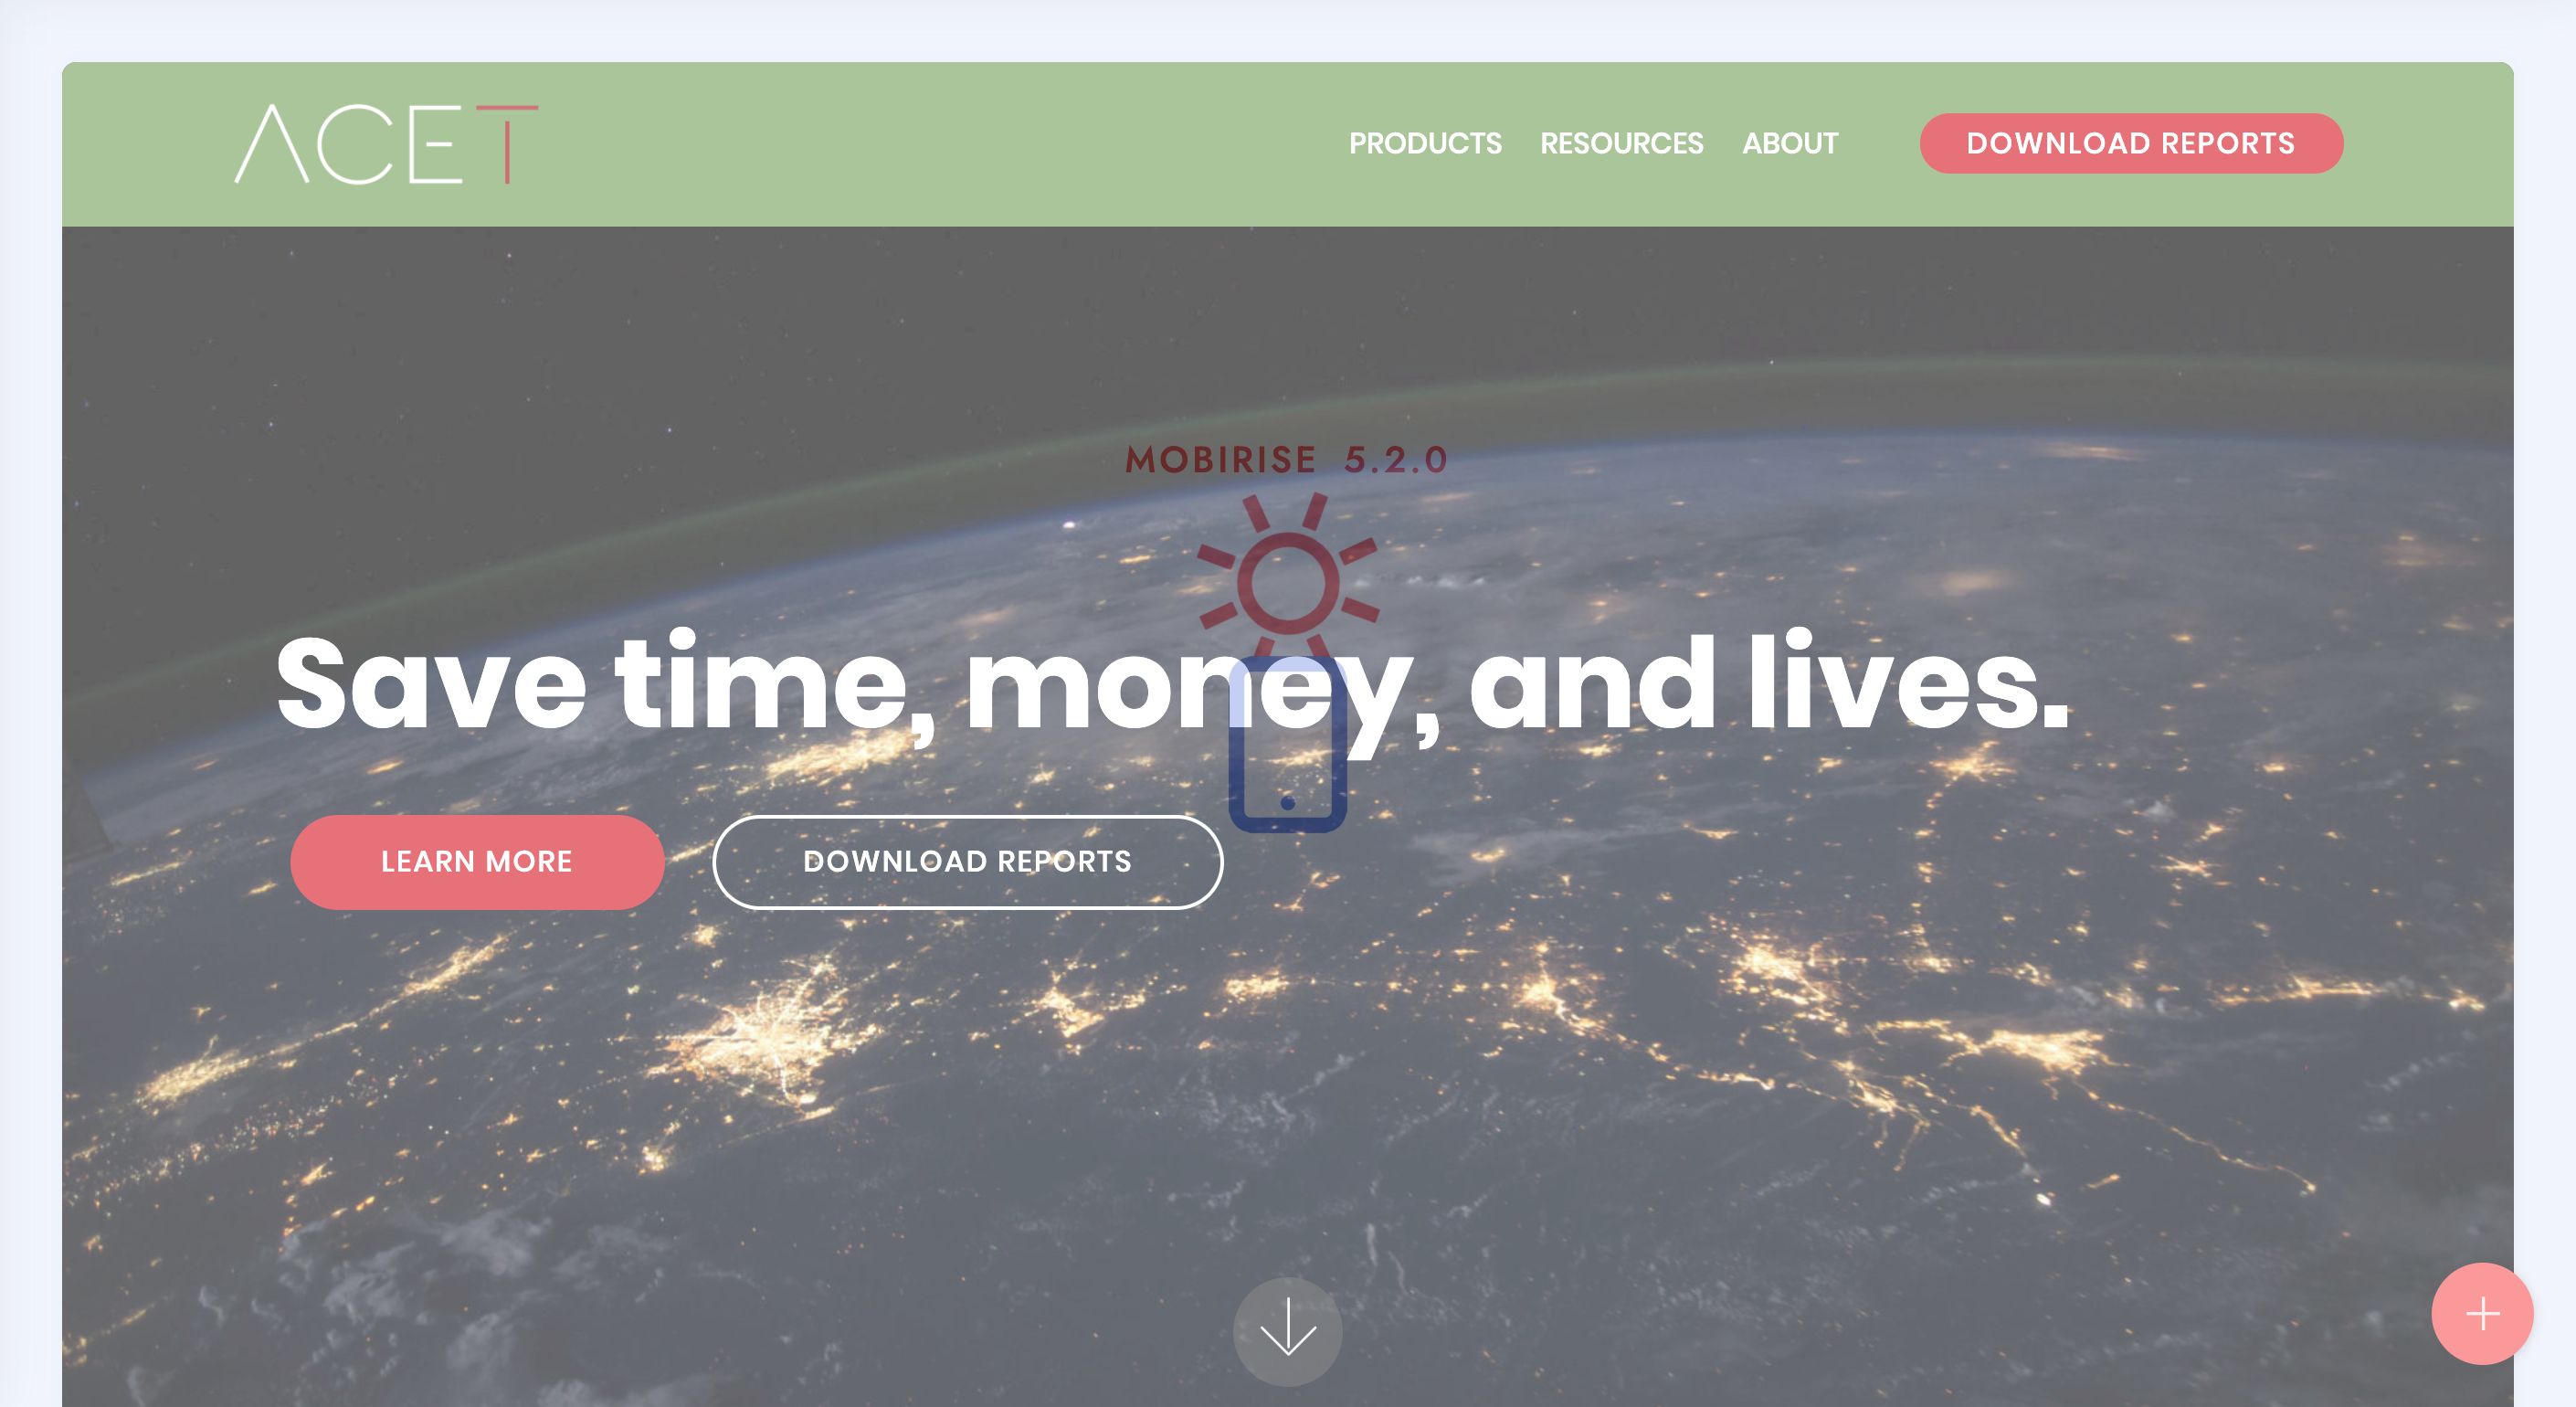 ACET
PRODUCTS RESOURCES ABOUT DOWNLOAD REPORTS
MOBIRISE 5.2.0
Save time, money, and lives.
LEARN MORE DOWNLOAD REPORTS